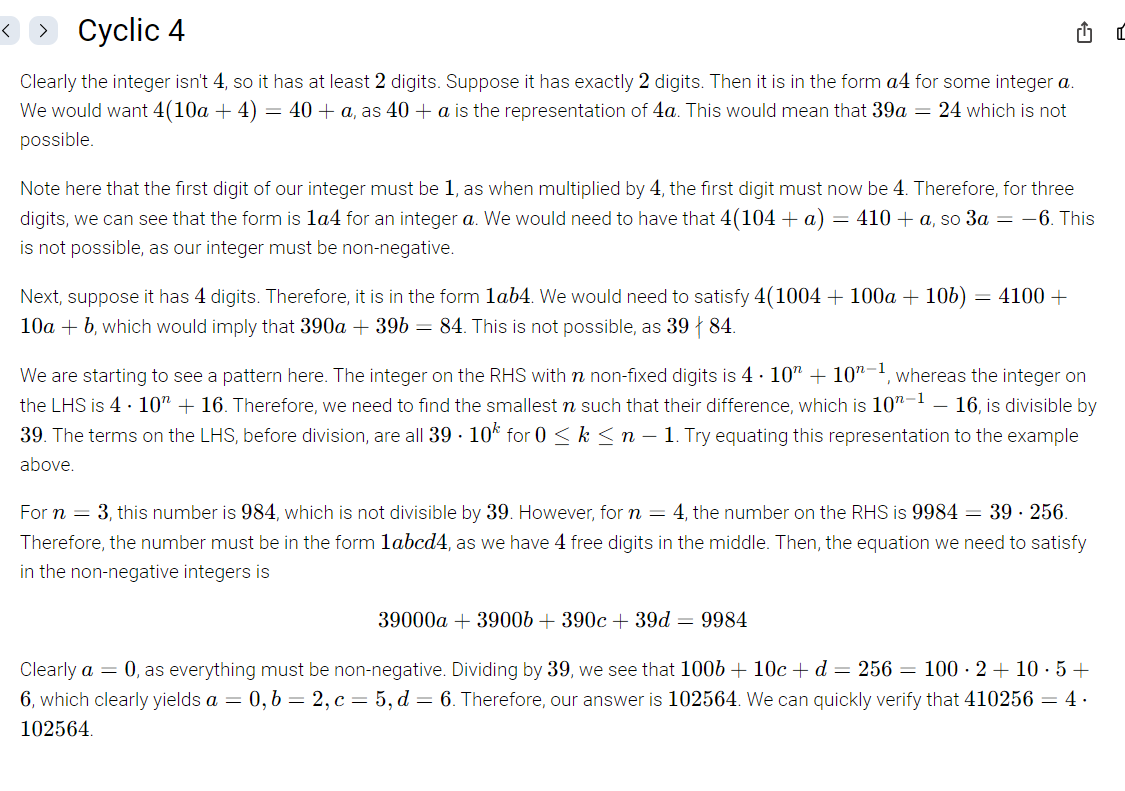 Cyclic 4
Clearly the integer isn't 4, so it has at least 2 digits. Suppose it has exactly 2 digits. Then it is in the form a4 for some integer a.
We would want 4(10a + 4) = 40 + a, as 40 + a is the representation of 4a. This would mean that 39a = 24 which is not
possible.
Note here that the first digit of our integer must be 1, as when multiplied by 4, the first digit must now be 4. Therefore, for three
digits, we can see that the form is 1a4 for an integer a. We would need to have that 4(104 + a) = 410 + a, so 3a = −6. This
is not possible, as our integer must be non-negative.
Next, suppose it has 4 digits. Therefore, it is in the form 1ab4. We would need to satisfy 4(1004 + 100a + 10b) = 4100 +
10a + b, which would imply that 390a + 39b = 84. This is not possible, as 39 ∤ 84.
We are starting to see a pattern here. The integer on the RHS with n non-fixed digits is 4 · 10ⁿ + 10ⁿ⁻¹, whereas the integer on
the LHS is 4 · 10ⁿ + 16. Therefore, we need to find the smallest n such that their difference, which is 10ⁿ⁻¹ − 16, is divisible by
39. The terms on the LHS, before division, are all 39 · 10ᵏ for 0 ≤ k ≤ n − 1. Try equating this representation to the example
above.
For n = 3, this number is 984, which is not divisible by 39. However, for n = 4, the number on the RHS is 9984 = 39 · 256.
Therefore, the number must be in the form 1abcd4, as we have 4 free digits in the middle. Then, the equation we need to satisfy
in the non-negative integers is
39000a + 3900b + 390c + 39d = 9984
Clearly a = 0, as everything must be non-negative. Dividing by 39, we see that 100b + 10c + d = 256 = 100 · 2 + 10 · 5 +
6, which clearly yields a = 0, b = 2, c = 5, d = 6. Therefore, our answer is 102564. We can quickly verify that 410256 = 4 ·
102564.